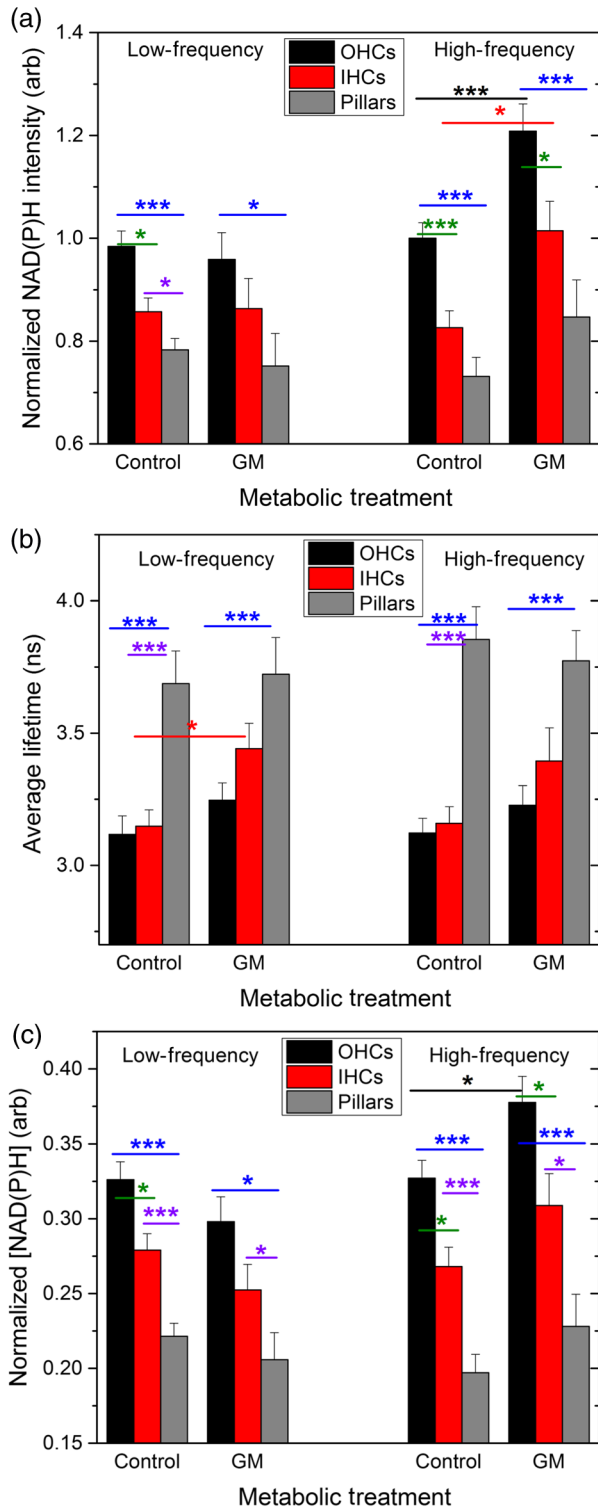 (a)
1.4
Low-frequency
High-frequency
OHCs
IHCs
Pillars
***
***
*
1.2
*
***
*
***
*
***
1.0
*
0.8
0.6
Normalized NAD(P)H intensity (arb)
Control
GM
Control
GM
Metabolic treatment
(b)
Low-frequency
High-frequency
OHCs
IHCs
Pillars
4.0
***
***
***
***
***
***
*
3.5
3.0
Average lifetime (ns)
Control
GM
Control
GM
Metabolic treatment
(c)
Low-frequency
High-frequency
OHCs
IHCs
Pillars
0.40
*
*
0.35
***
***
***
*
*
***
*
***
*
*
0.30
0.25
0.20
0.15
Normalized [NAD(P)H] (arb)
Control
GM
Control
GM
Metabolic treatment